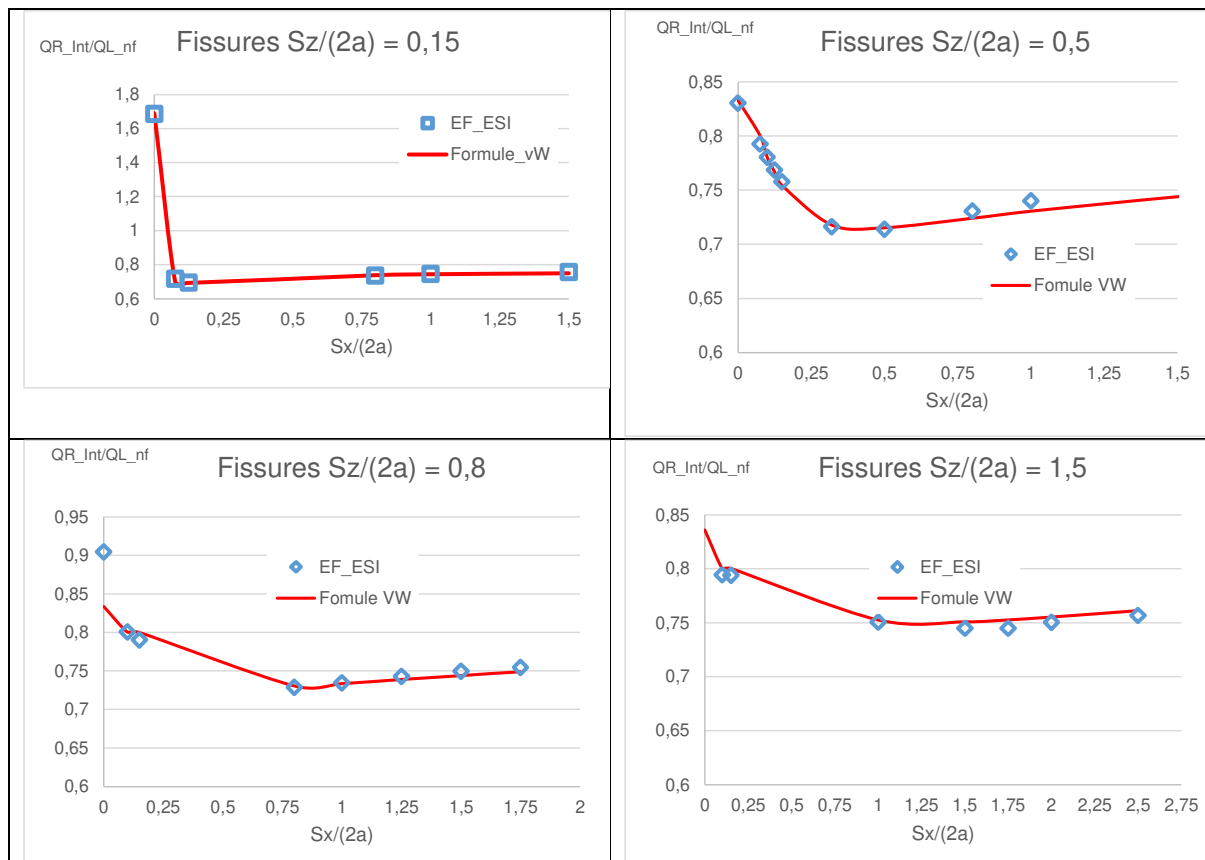 QR_Int/QL_nf
Fissures Sz/(2a) = 0,15
1,8
1,6
1,4
1,2
1
0,8
0,6
EF_ESI
Formule_vW
0 0,25 0,5 0,75 1 1,25 1,5
Sx/(2a)
QR_Int/QL_nf
Fissures Sz/(2a) = 0,5
0,85
0,8
0,75
0,7
0,65
0,6
EF_ESI
Fomule VW
0 0,25 0,5 0,75 1 1,25 1,5
Sx/(2a)
QR_Int/QL_nf
Fissures Sz/(2a) = 0,8
0,95
0,9
0,85
0,8
0,75
0,7
0,65
0,6
EF_ESI
Fomule VW
0 0,25 0,5 0,75 1 1,25 1,5 1,75 2
Sx/(2a)
QR_Int/QL_nf
Fissures Sz/(2a) = 1,5
0,85
0,8
0,75
0,7
0,65
0,6
EF_ESI
Fomule VW
0 0,25 0,5 0,75 1 1,25 1,5 1,75 2 2,25 2,5 2,75
Sx/(2a)